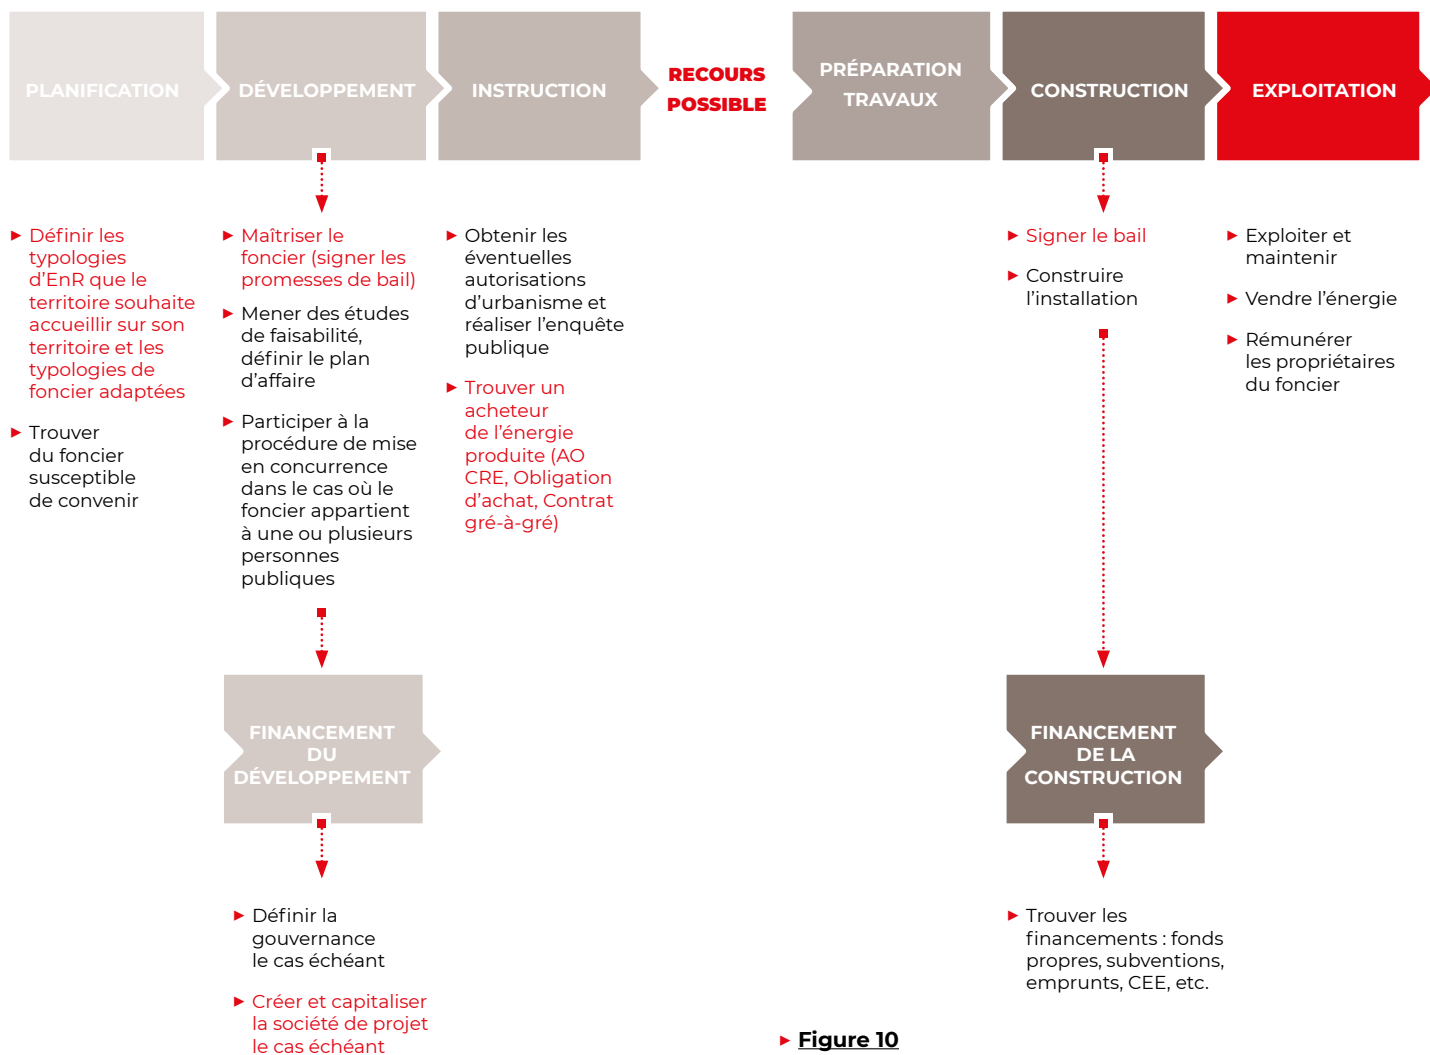 PLANIFICATION
DÉVELOPPEMENT
INSTRUCTION
RECOURS
POSSIBLE
PRÉPARATION
TRAVAUX
CONSTRUCTION
EXPLOITATION
► Définir les
typologies
d’EnR que le
territoire souhaite
accueillir sur son
territoire et les
typologies de
foncier adaptées
► Trouver
du foncier
susceptible
de convenir
► Maîtriser le
foncier (signer les
promesses de bail)
► Mener des études
de faisabilité,
définir le plan
d’affaire
► Participer à la
procédure de mise
en concurrence
dans le cas où le
foncier appartient
à une ou plusieurs
personnes
publiques
► Obtenir les
éventuelles
autorisations
d’urbanisme et
réaliser l’enquête
publique
► Trouver un
acheteur
de l’énergie
produite (AO
CRE, Obligation
d’achat, Contrat
gré-à-gré)
► Signer le bail
► Construire
l’installation
► Exploiter et
maintenir
► Vendre l’énergie
► Rémunérer
les propriétaires
du foncier
FINANCEMENT
DU
DÉVELOPPEMENT
FINANCEMENT
DE LA
CONSTRUCTION
► Définir la
gouvernance
le cas échéant
► Créer et capitaliser
la société de projet
le cas échéant
► Trouver les
financements : fonds
propres, subventions,
emprunts, CEE, etc.
► Figure 10